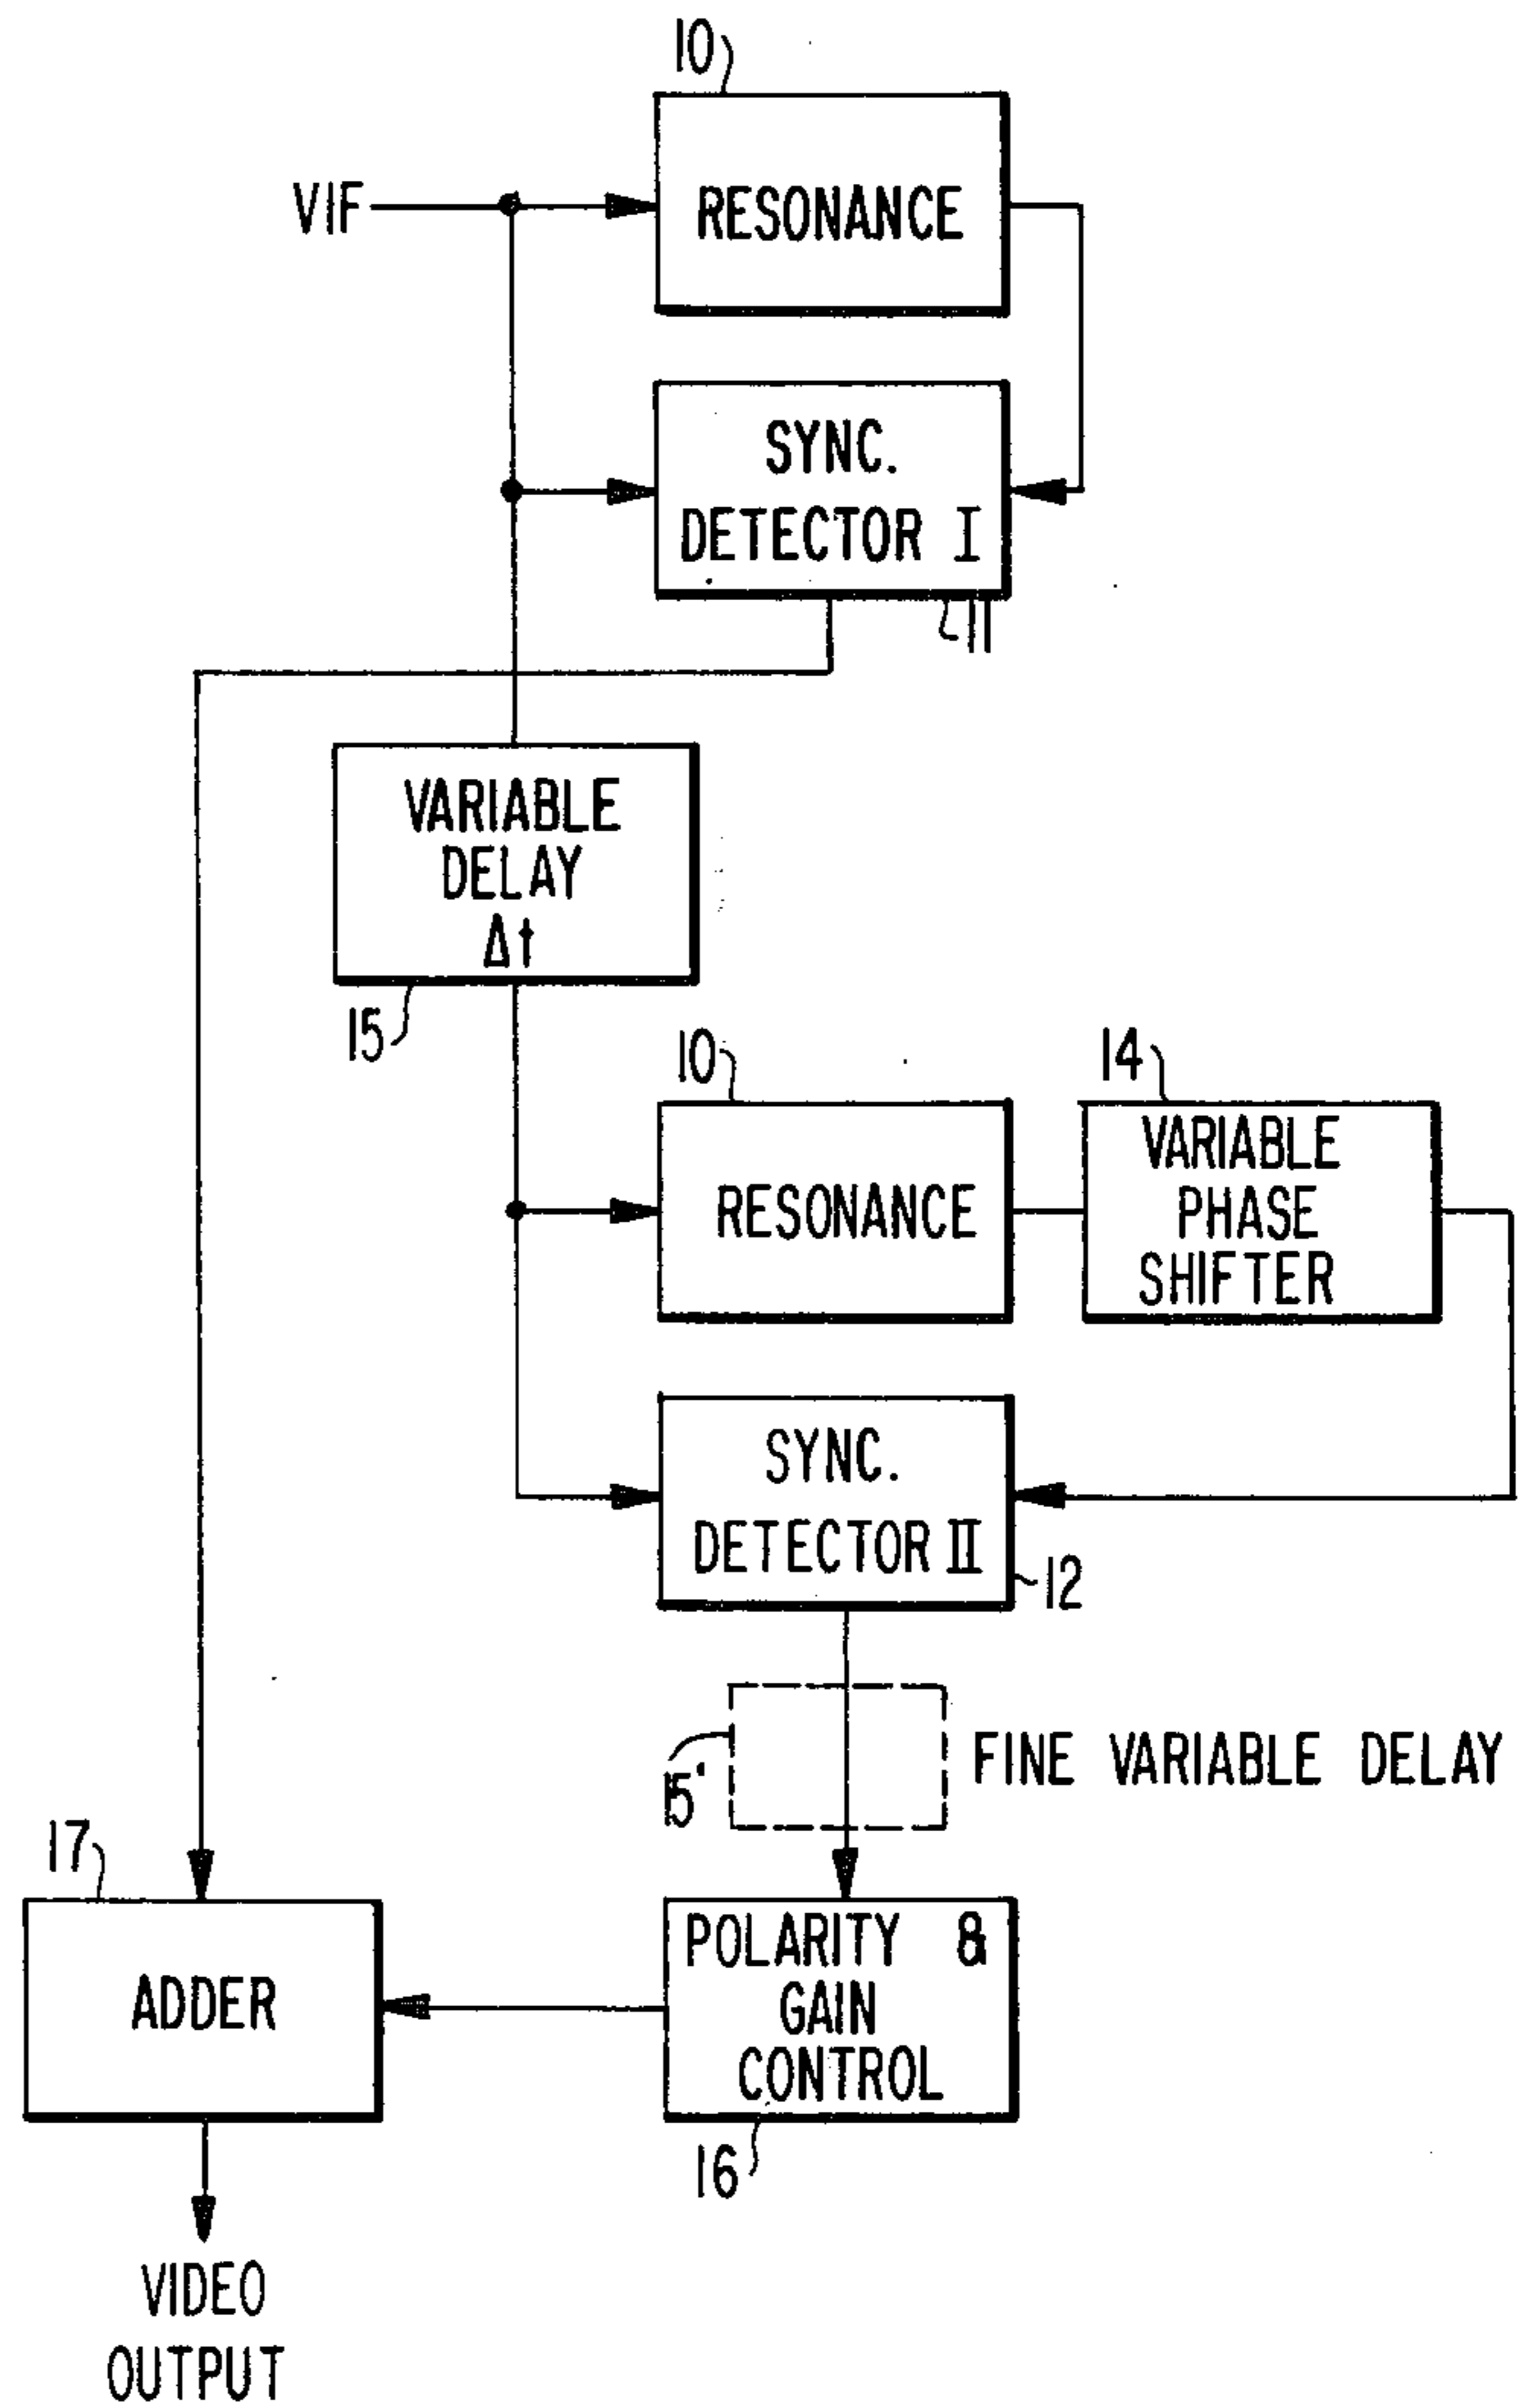 10
VIF
RESONANCE
SYNC.
DETECTOR I
11
VARIABLE
DELAY
Δt
15
10
14
RESONANCE
VARIABLE
PHASE
SHIFTER
SYNC.
DETECTOR II
12
15'
FINE VARIABLE DELAY
17
ADDER
POLARITY &
GAIN
CONTROL
16
VIDEO
OUTPUT